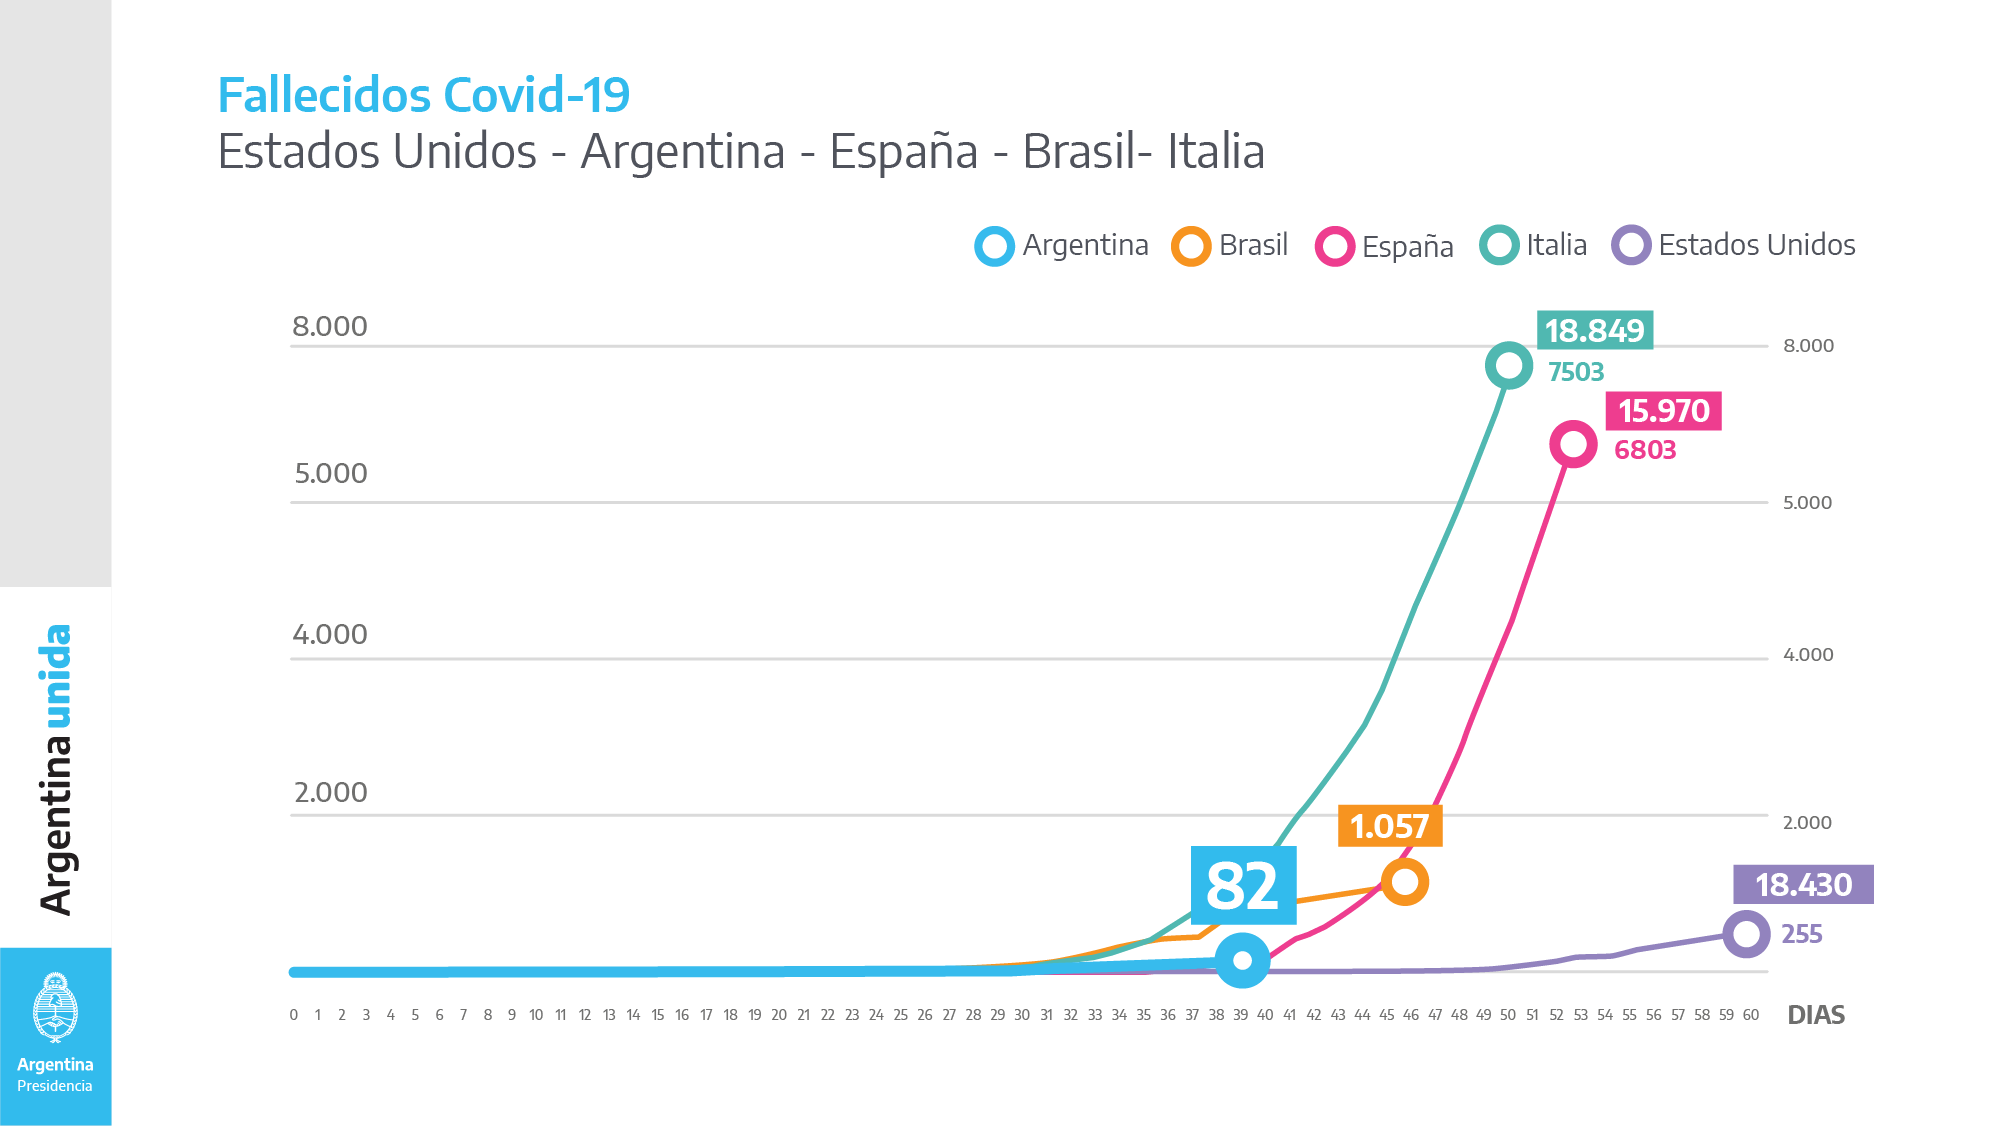 Fallecidos Covid-19
Estados Unidos - Argentina - España - Brasil- Italia
Argentina Brasil España Italia Estados Unidos
8.000
5.000
4.000
2.000
18.849
7503
15.970
6803
1.057
82
18.430
255
8.000
5.000
4.000
2.000
0 1 2 3 4 5 6 7 8 9 10 11 12 13 14 15 16 17 18 19 20 21 22 23 24 25 26 27 28 29 30 31 32 33 34 35 36 37 38 39 40 41 42 43 44 45 46 47 48 49 50 51 52 53 54 55 56 57 58 59 60 DIAS
Argentina unida
Argentina
Presidencia